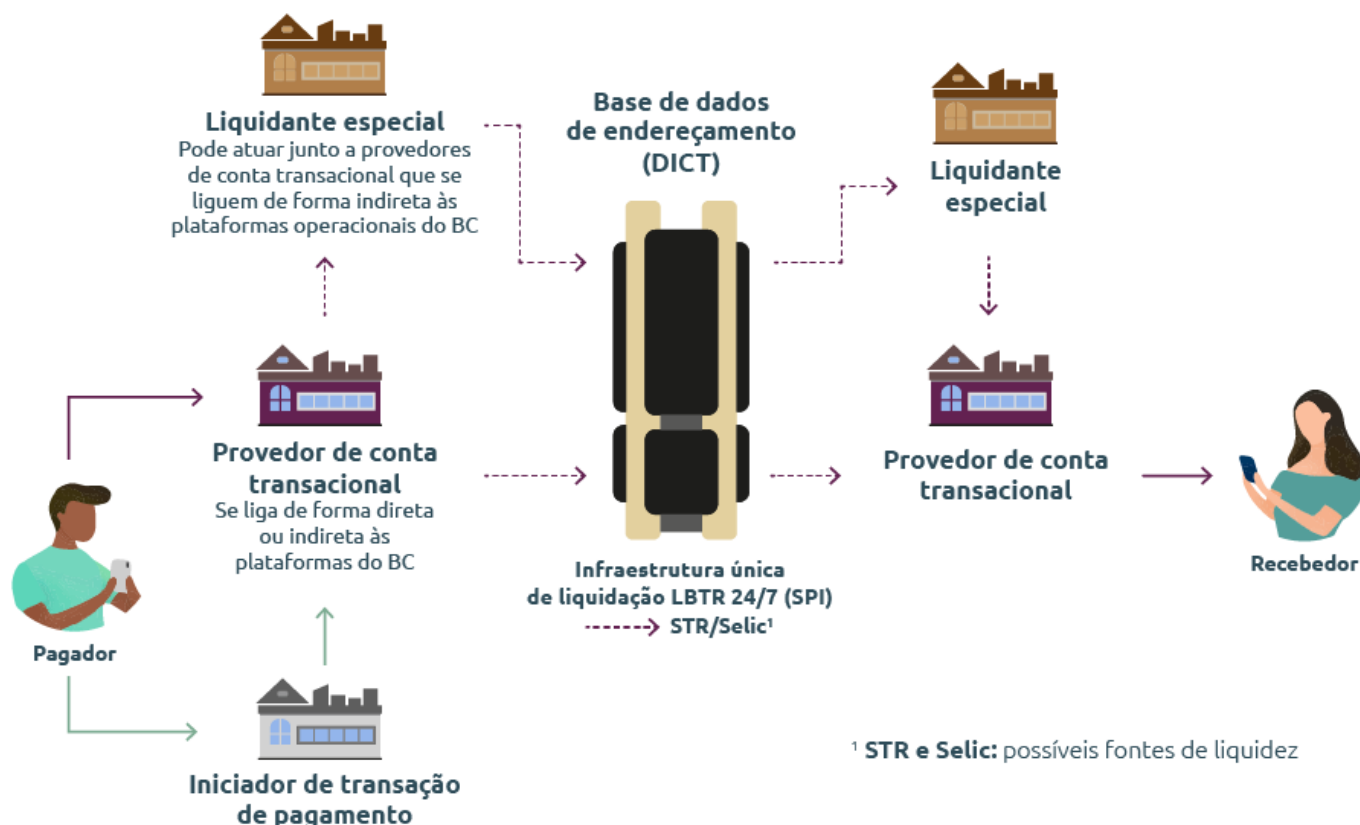 Liquidante especial
Pode atuar junto a provedores
de conta transacional que se
liguem de forma indireta às
plataformas operacionais do BC
Base de dados
de endereçamento
(DICT)
Liquidante
especial
Provedor de conta
transacional
Se liga de forma direta
ou indireta às
plataformas do BC
Provedor de conta
transacional
Infraestrutura única
de liquidação LBTR 24/7 (SPI)
STR/Selic¹
Recebedor
Pagador
Iniciador de transação
de pagamento
¹ STR e Selic: possíveis fontes de liquidez